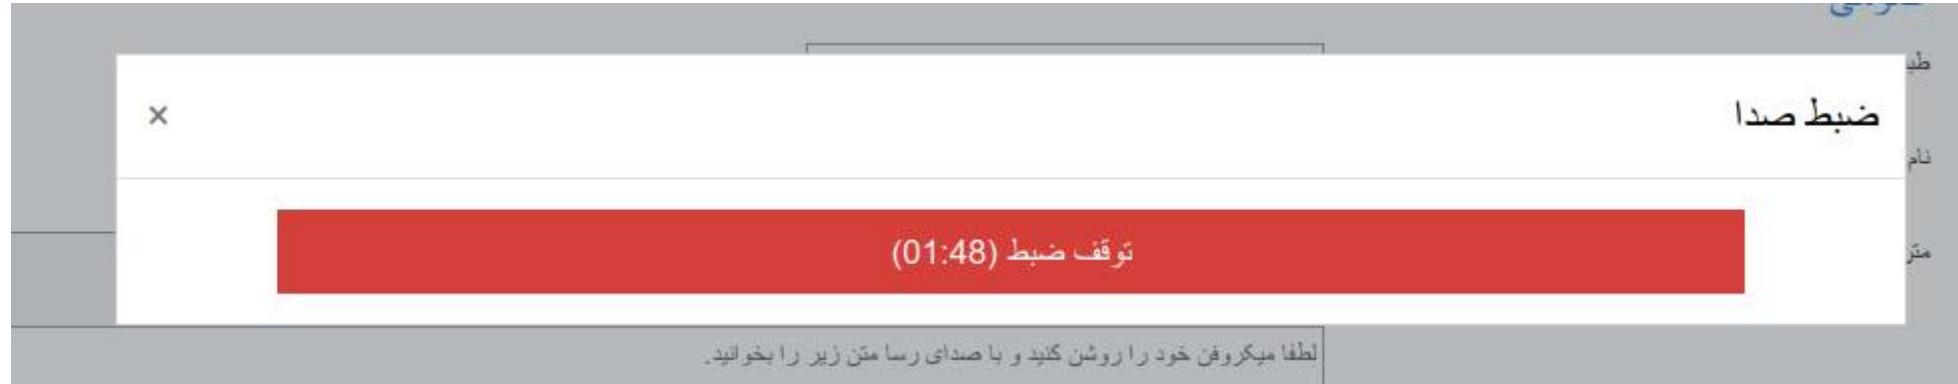 ضبط صدا
×
نام
توقف ضبط (01:48)
لطفا میکروفن خود را روشن کنید و با صدای رسا متن زیر را بخوانید.